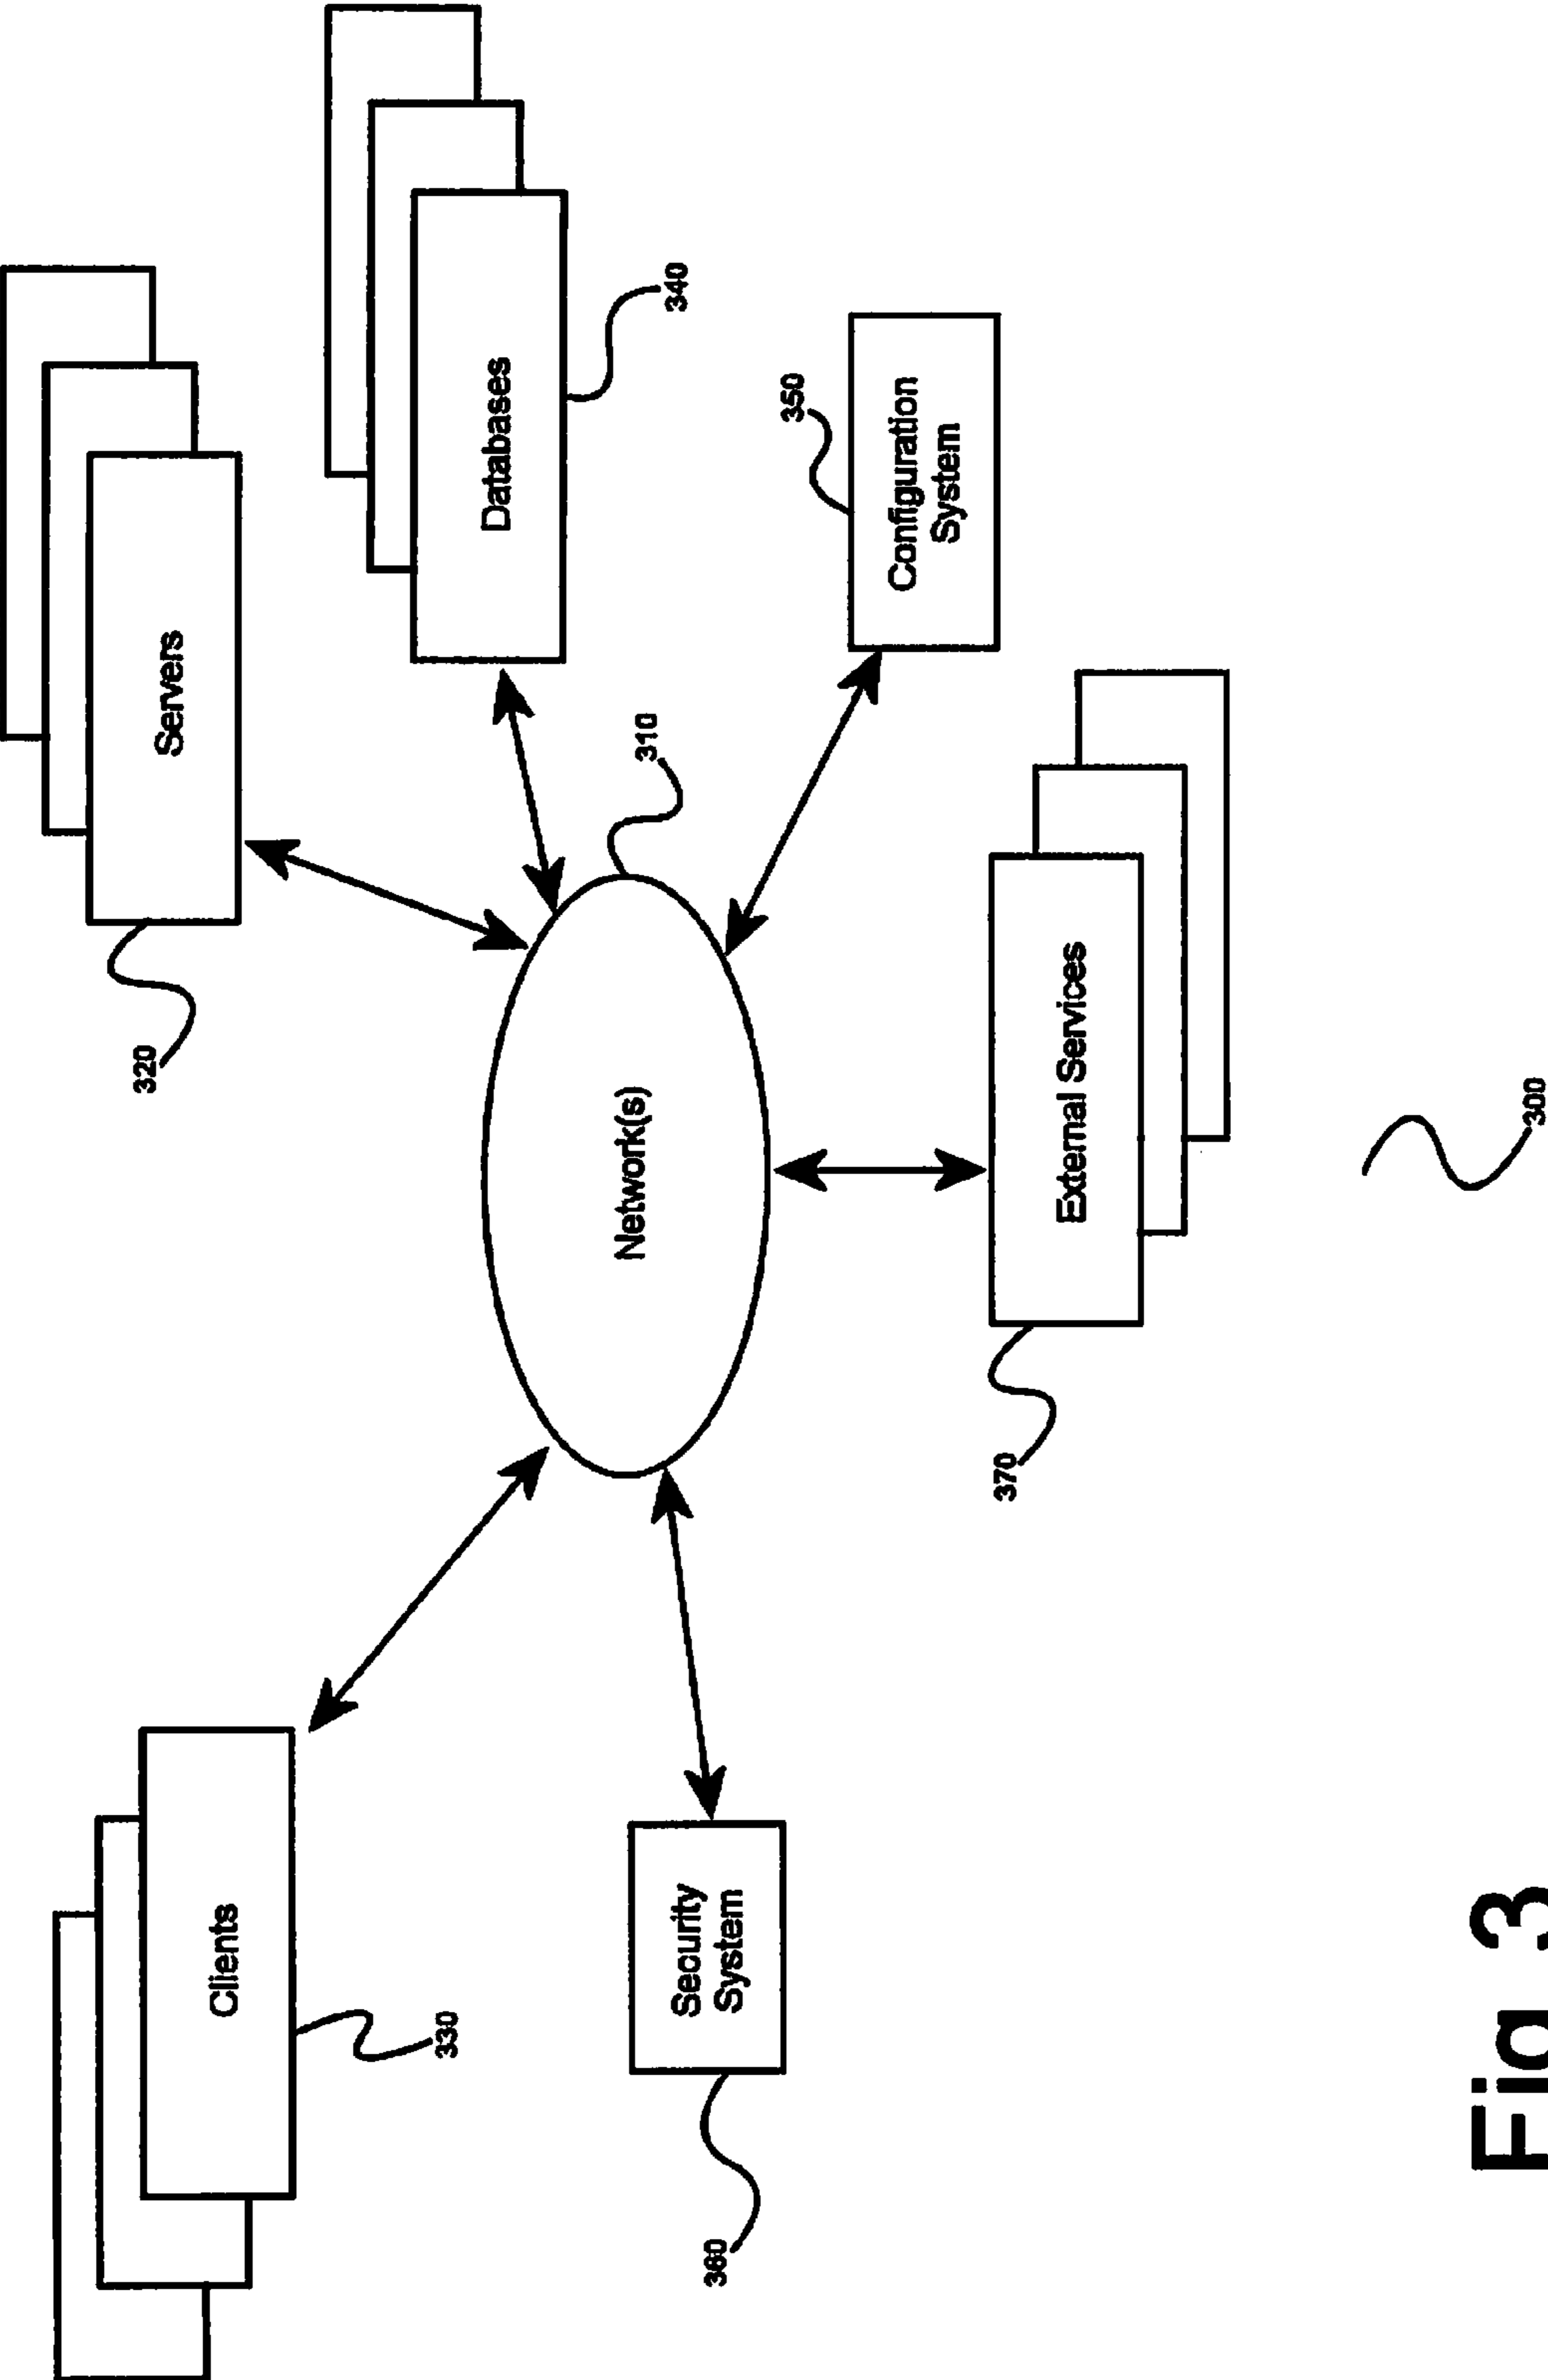 320
Servers
Clients
330
Databases
Network(s)
310
340
Security
System
360
350
Configuration
System
370
External Services
300
Fig 3